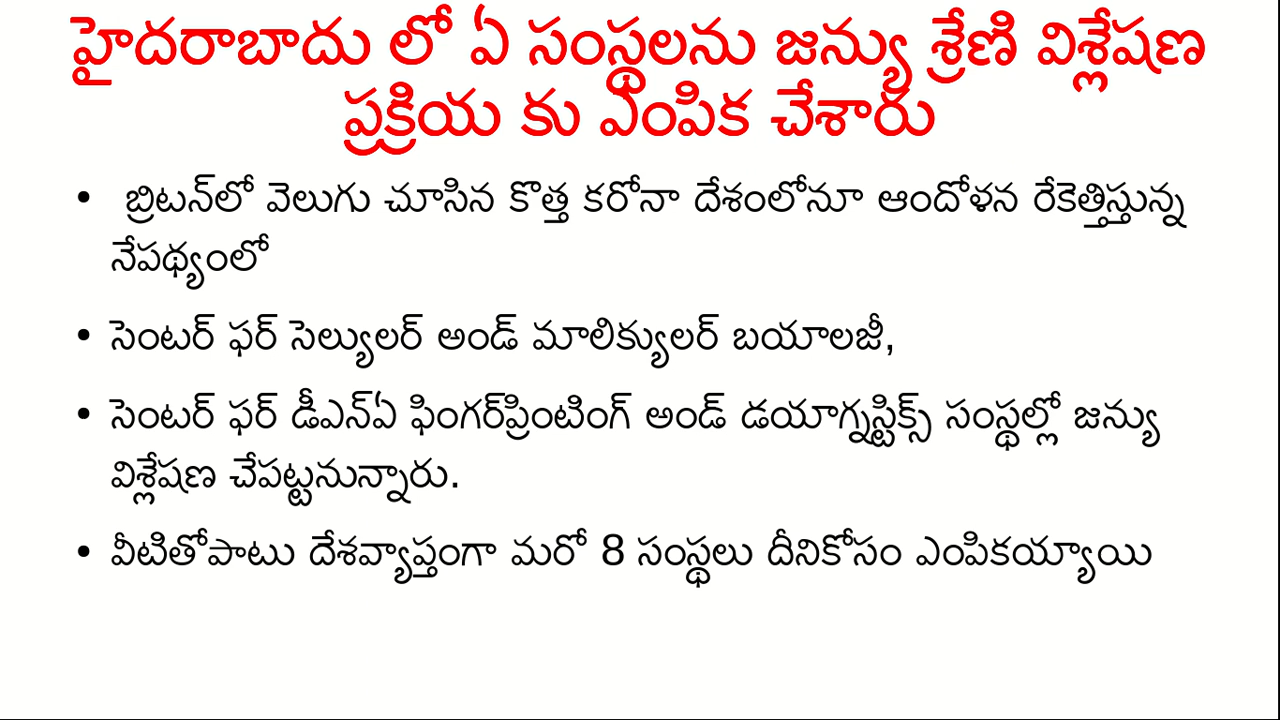 హైదరాబాదు లో ఏ సంస్థలను జన్యు శ్రేణి విశ్లేషణ
ప్రక్రియ కు ఎంపిక చేశారు
• బ్రిటన్‌లో వెలుగు చూసిన కొత్త కరోనా దేశంలోనూ ఆందోళన రేకెత్తిస్తున్న
నేపథ్యంలో
• సెంటర్ ఫర్ సెల్యులర్ అండ్ మాలిక్యులర్ బయాలజీ,
• సెంటర్ ఫర్ డీఎన్‌ఏ ఫింగర్‌ప్రింటింగ్ అండ్ డయాగ్నస్టిక్స్ సంస్థల్లో జన్యు
విశ్లేషణ చేపట్టనున్నారు.
• వీటితోపాటు దేశవ్యాప్తంగా మరో 8 సంస్థలు దీనికోసం ఎంపికయ్యాయి